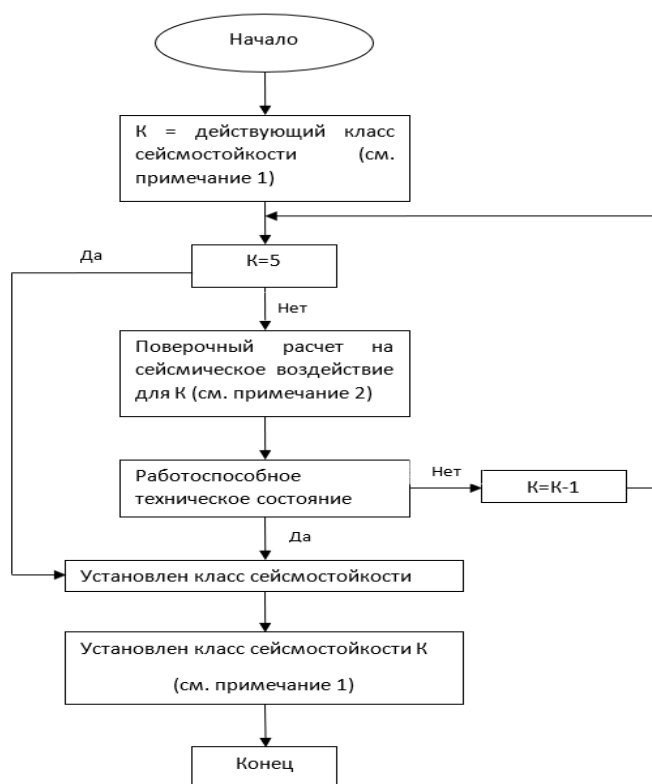 Начало
К = действующий класс
сейсмостойкости (см.
примечание 1)
Да
К=5
Нет
Поверочный расчет на
сейсмическое воздействие
для К (см. примечание 2)
Работоспособное
техническое состояние
Нет
К=К-1
Да
Установлен класс сейсмостойкости
Установлен класс сейсмостойкости К
(см. примечание 1)
Конец